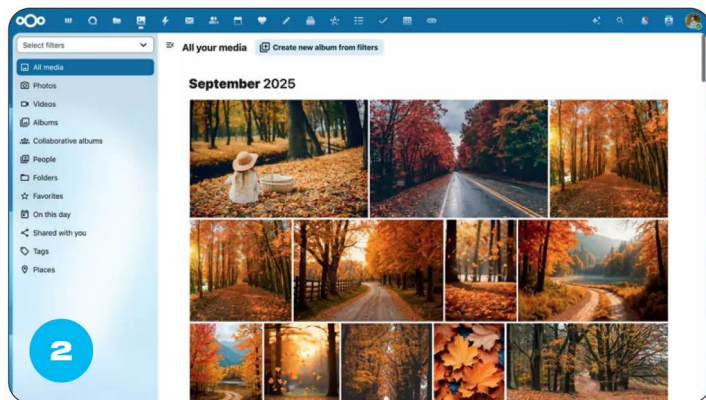 Select filters
All your media
Create new album from filters
All media
Photos
Videos
Albums
Collaborative albums
People
Folders
Favorites
On this day
Shared with you
Tags
Places
September 2025
2